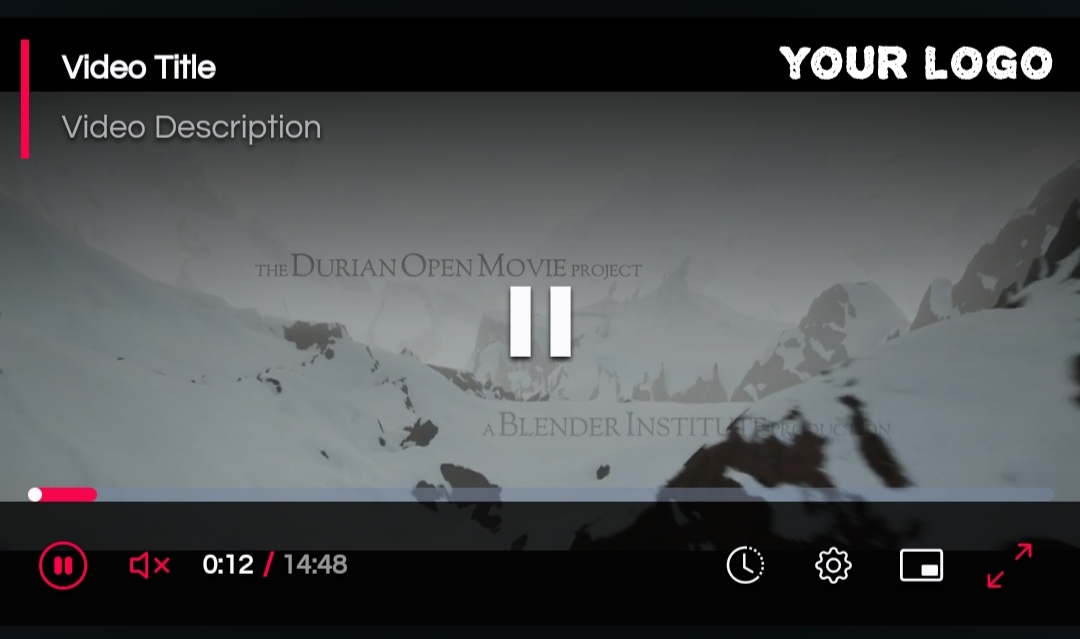 Video Title
YOUR LOGO
Video Description
THE DURIAN OPEN MOVIE PROJECT
A BLENDER INSTITUTE PRODUCTION
0:12 / 14:48